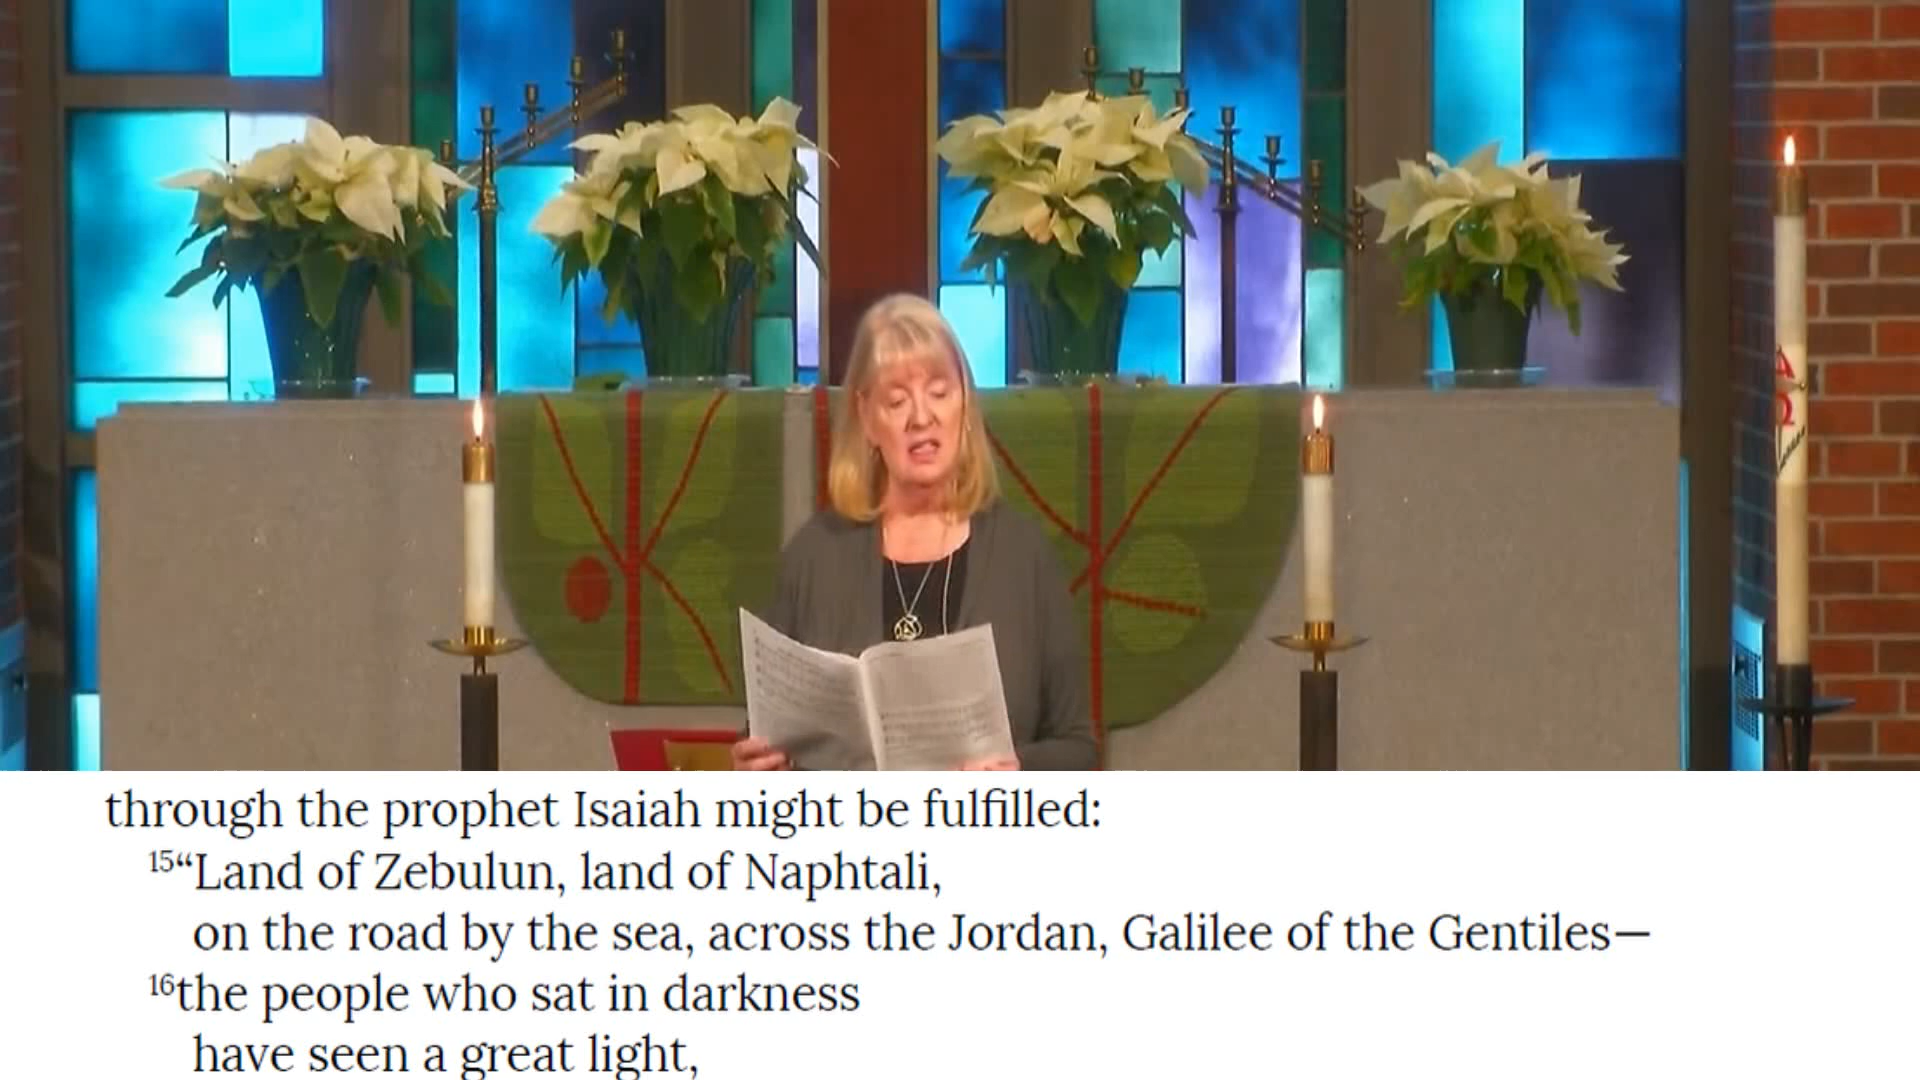 Α
Ω
through the prophet Isaiah might be fulfilled:
15“Land of Zebulun, land of Naphtali,
on the road by the sea, across the Jordan, Galilee of the Gentiles—
16the people who sat in darkness
have seen a great light,